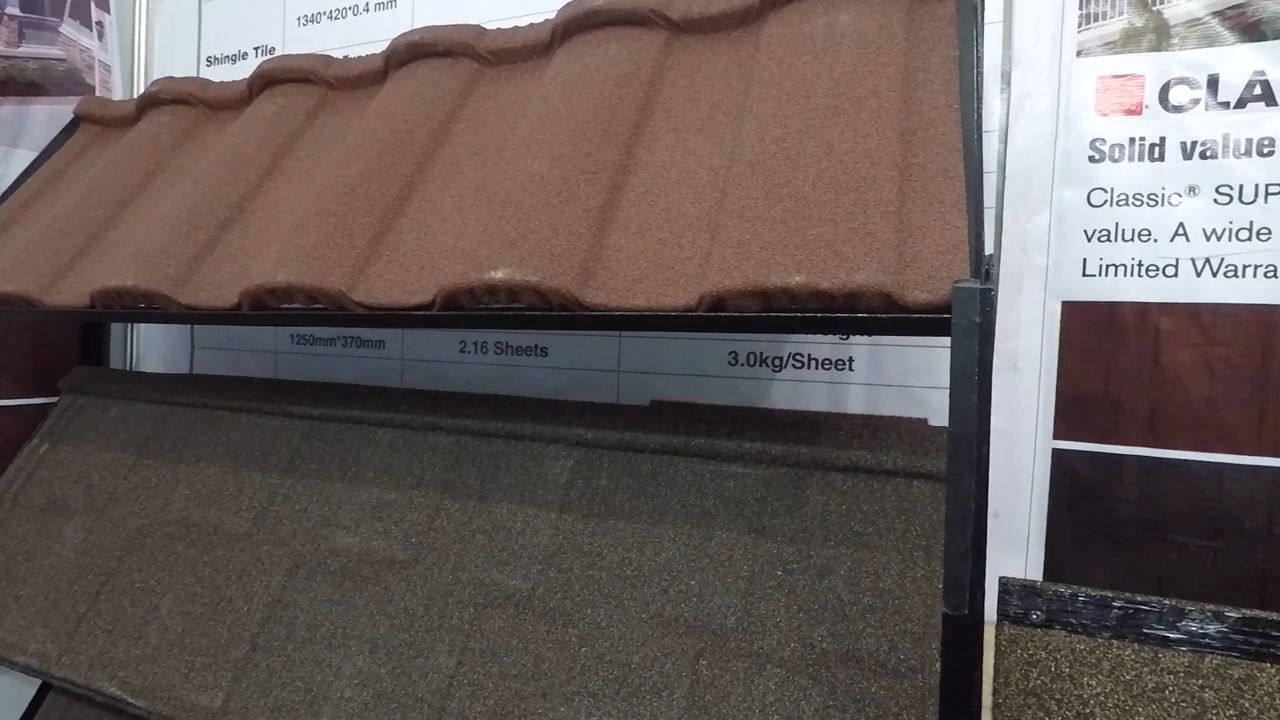 1340*420*0.4 mm
Shingle Tile
1250mm*370mm
2.16 Sheets
3.0kg/Sheet
CLA
Solid value
Classic® SUP
value. A wide
Limited Warra